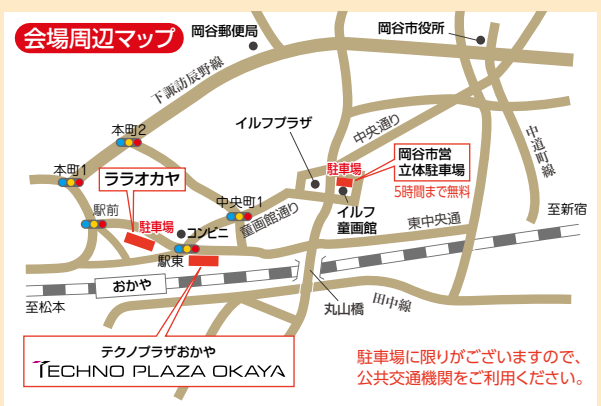 会場周辺マップ
岡谷郵便局
岡谷市役所
下諏訪辰野線
本町2
イルフプラザ
中央通り
中道町線
駐車場
岡谷市営
立体駐車場
5時間まで無料
本町1
ララオカヤ
駅前
駐車場
中央町1
童画館通り
イルフ
童画館
コンビニ
東中央通
至新宿
駅東
おかや
至松本
丸山橋
田中線
テクノプラザおかや
TECHNO PLAZA OKAYA
駐車場に限りがございますので、
公共交通機関をご利用ください。